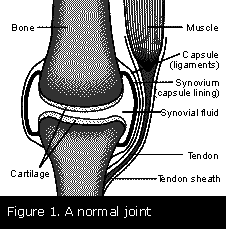 Bone
Muscle
Capsule
(ligaments)
Synovium
(capsule lining)
Synovial fluid
Tendon
Cartilage
Tendon sheath
Figure 1. A normal joint